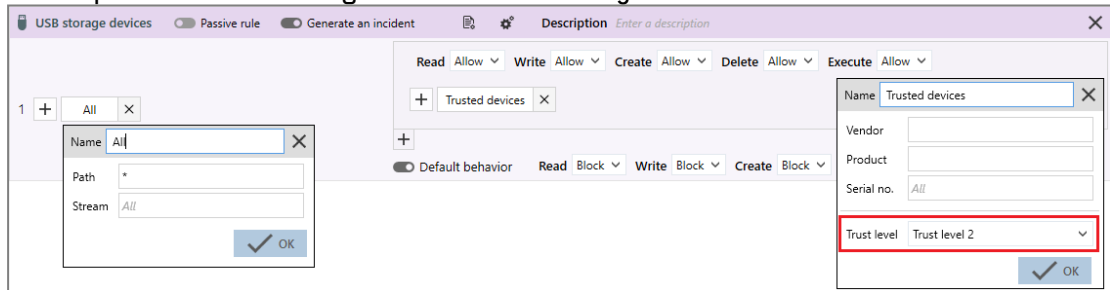 USB storage devices Passive rule Generate an incident Description Enter a description
Read Allow Write Allow Create Allow Delete Allow Execute Allow
1 + All
+ Trusted devices
Name All
Path *
Stream All
OK
+
Default behavior Read Block Write Block Create Block
Name Trusted devices
Vendor
Product
Serial no. All
Trust level Trust level 2
OK